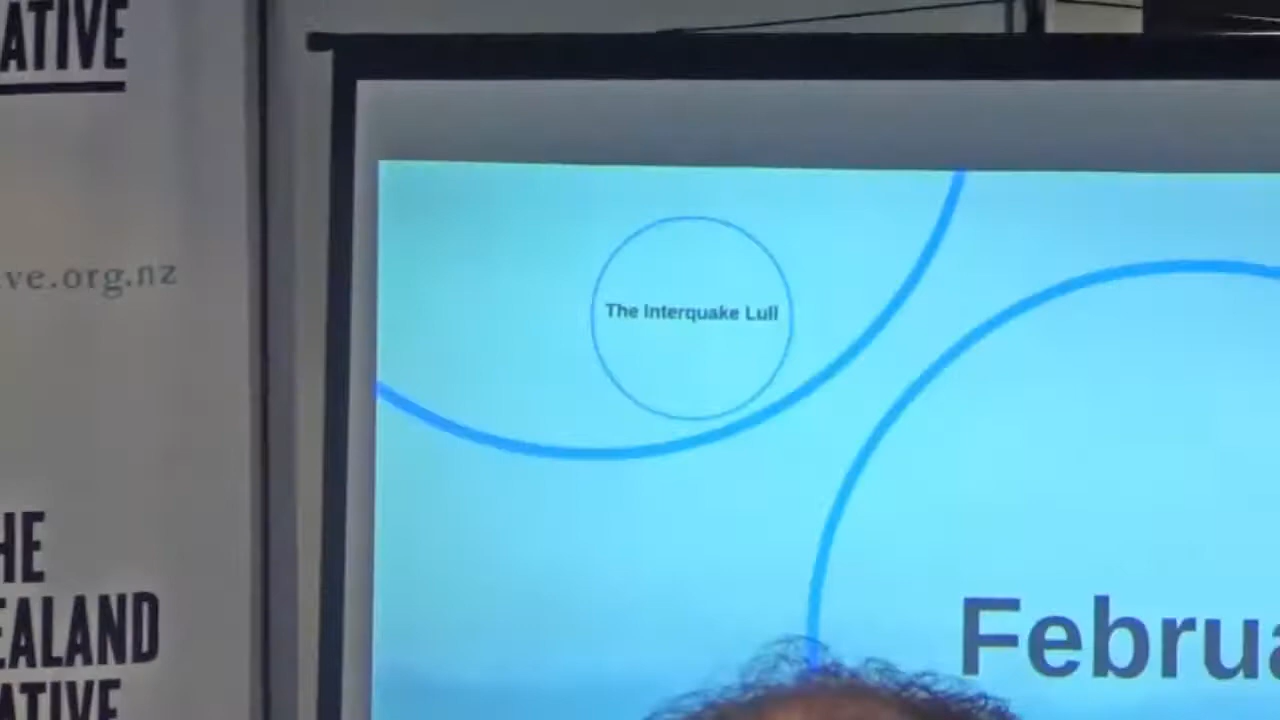 ATIVE
ve.org.nz
The Interquake Lull
Februa
HE
EALAND
ATIVE